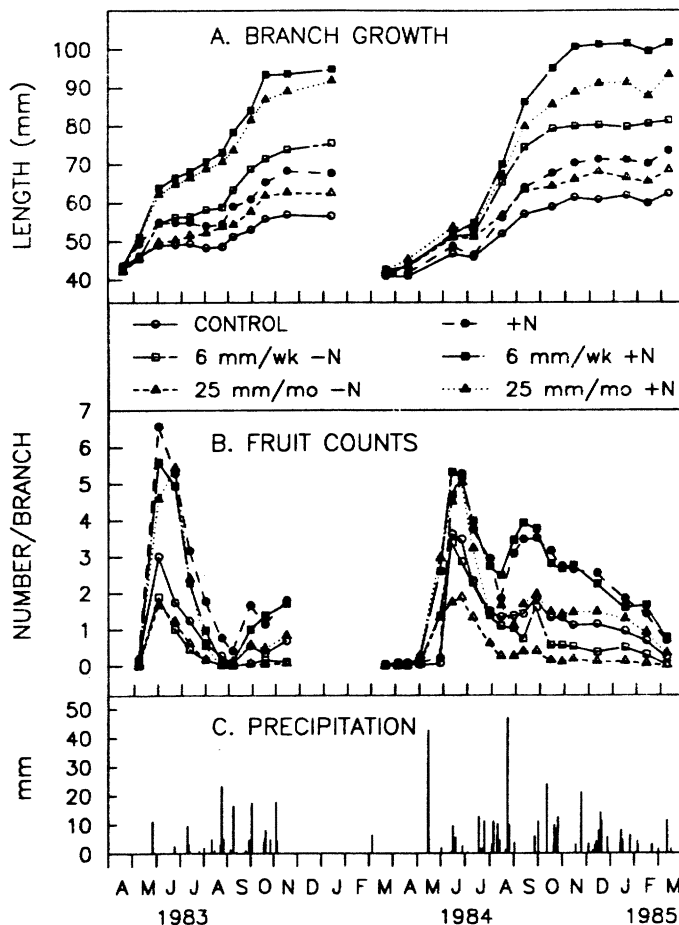 A. BRANCH GROWTH
LENGTH (mm)
100
90
80
70
60
50
40
CONTROL
+N
6 mm/wk –N
6 mm/wk +N
25 mm/mo –N
25 mm/mo +N
B. FRUIT COUNTS
NUMBER/BRANCH
7
6
5
4
3
2
1
0
C. PRECIPITATION
mm
50
40
30
20
10
0
A M J J A S O N D J F M A M J J A S O N D J F M
1983 1984 1985